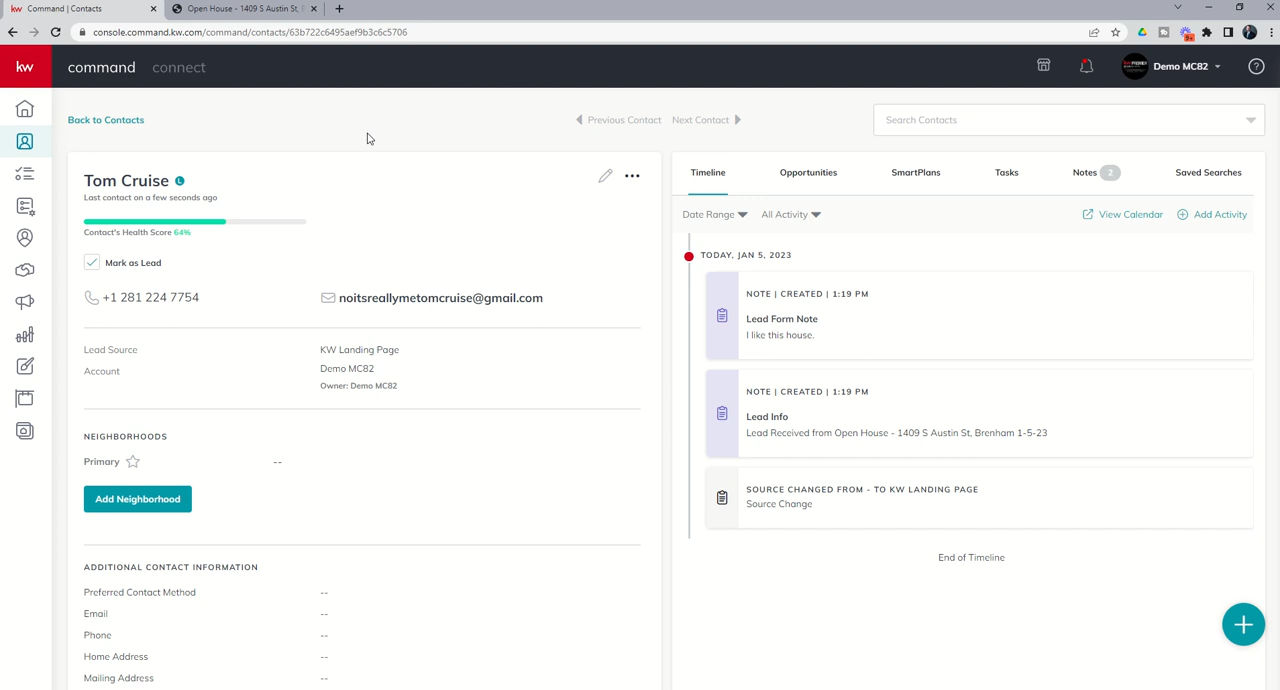 kw Command | Contacts
Open House - 1409 S Austin St,
console.command.kw.com/command/contacts/63b722c6495aef9b3c6c5706
9+
kw
command connect
Demo MC82
Back to Contacts
Previous Contact Next Contact
Search Contacts
Tom Cruise L
Last contact on a few seconds ago
Contact's Health Score 64%
Mark as Lead
+1 281 224 7754
noitsreallymetomcruise@gmail.com
Lead Source KW Landing Page
Account Demo MC82
Owner: Demo MC82
NEIGHBORHOODS
Primary --
Add Neighborhood
ADDITIONAL CONTACT INFORMATION
Preferred Contact Method --
Email --
Phone --
Home Address --
Mailing Address --
Timeline Opportunities SmartPlans Tasks Notes 2 Saved Searches
Date Range All Activity View Calendar Add Activity
TODAY, JAN 5, 2023
NOTE | CREATED | 1:19 PM
Lead Form Note
I like this house.
NOTE | CREATED | 1:19 PM
Lead Info
Lead Received from Open House - 1409 S Austin St, Brenham 1-5-23
SOURCE CHANGED FROM - TO KW LANDING PAGE
Source Change
End of Timeline